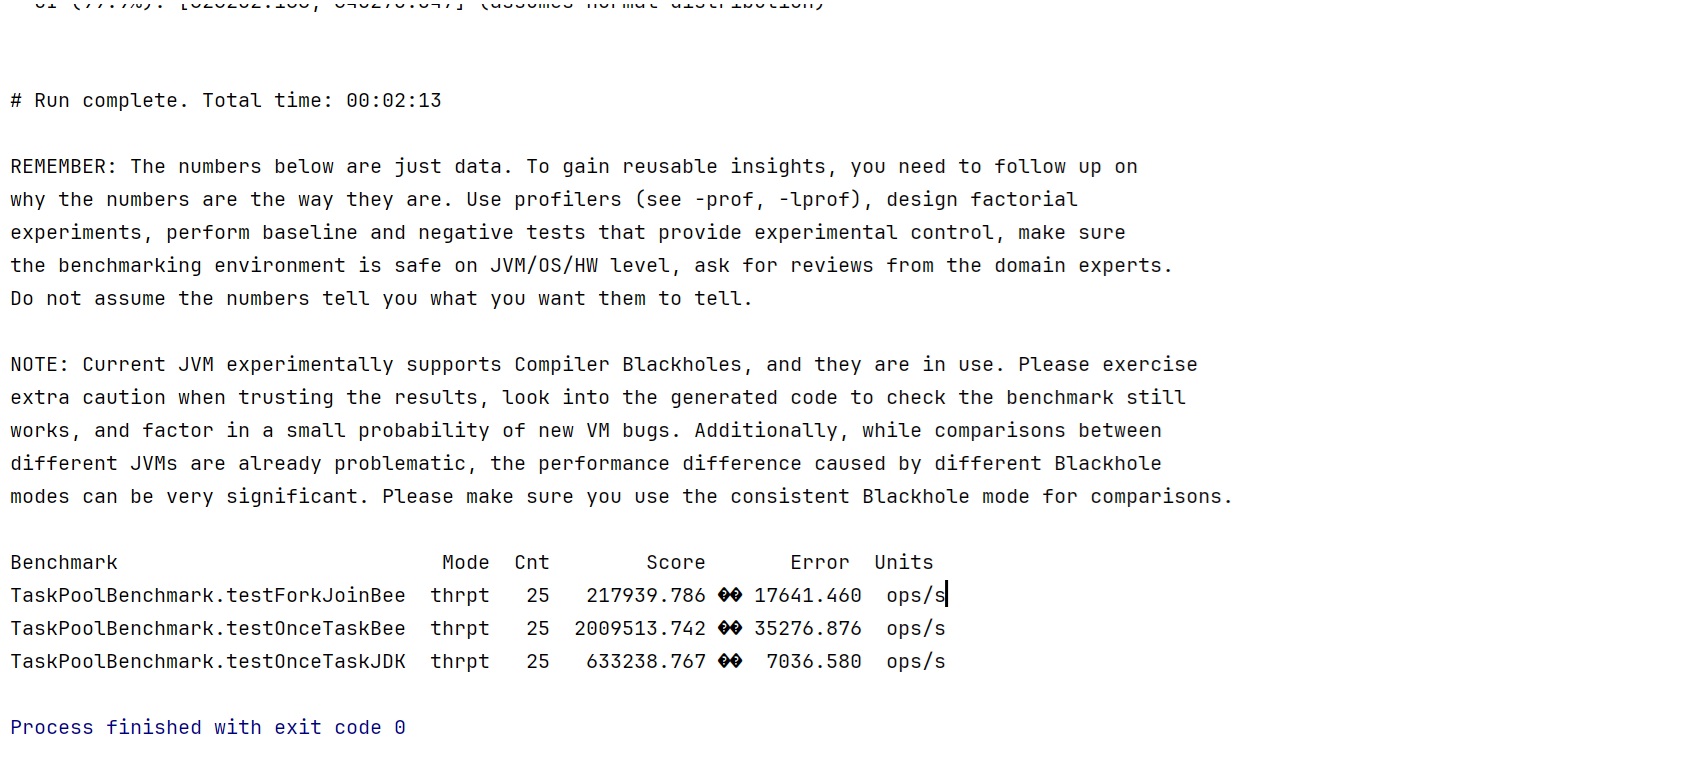 # Run complete. Total time: 00:02:13
REMEMBER: The numbers below are just data. To gain reusable insights, you need to follow up on
why the numbers are the way they are. Use profilers (see -prof, -lprof), design factorial
experiments, perform baseline and negative tests that provide experimental control, make sure
the benchmarking environment is safe on JVM/OS/HW level, ask for reviews from the domain experts.
Do not assume the numbers tell you what you want them to tell.
NOTE: Current JVM experimentally supports Compiler Blackholes, and they are in use. Please exercise
extra caution when trusting the results, look into the generated code to check the benchmark still
works, and factor in a small probability of new VM bugs. Additionally, while comparisons between
different JVMs are already problematic, the performance difference caused by different Blackhole
modes can be very significant. Please make sure you use the consistent Blackhole mode for comparisons.
Benchmark                           Mode  Cnt        Score       Error  Units
TaskPoolBenchmark.testForkJoinBee  thrpt   25   217939.786 �� 17641.460  ops/s
TaskPoolBenchmark.testOnceTaskBee  thrpt   25  2009513.742 �� 35276.876  ops/s
TaskPoolBenchmark.testOnceTaskJDK  thrpt   25   633238.767 ��  7036.580  ops/s
Process finished with exit code 0